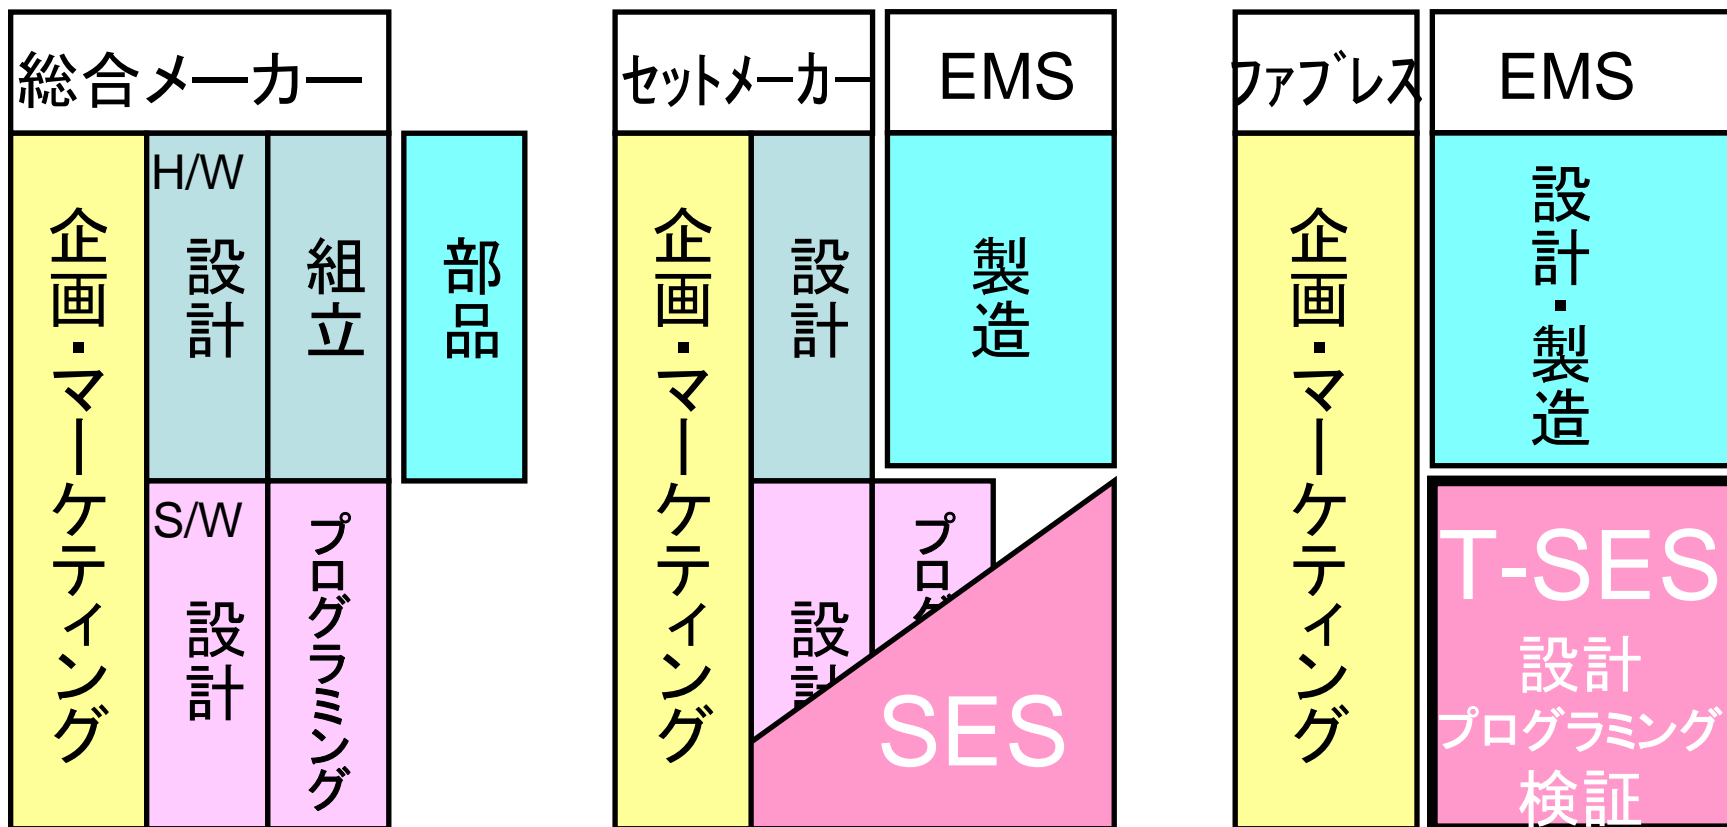 総合メーカー
企画・マーケティング
H/W
設計
組立
部品
S/W
設計
プログラミング
セットメーカー
EMS
企画・マーケティング
設計
製造
設計
プログ
SES
ファブレス
EMS
企画・マーケティング
設計・製造
T-SES
設計
プログラミング
検証